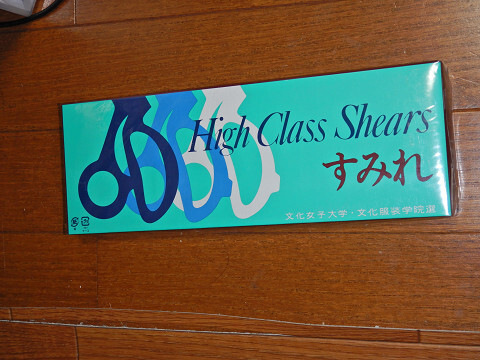 High Class Shears
すみれ
文化女子大学・文化服装学院選